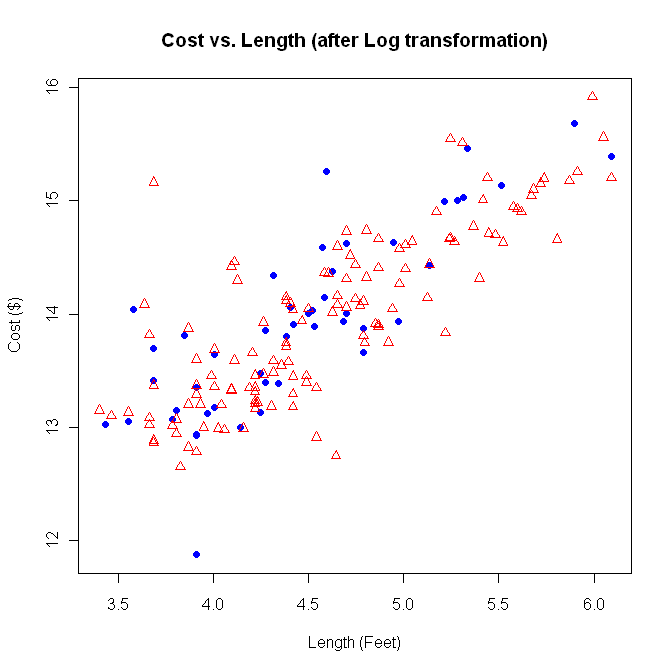 Cost vs. Length (after Log transformation)
16
15
14
13
12
Cost ($)
3.5 4.0 4.5 5.0 5.5 6.0
Length (Feet)